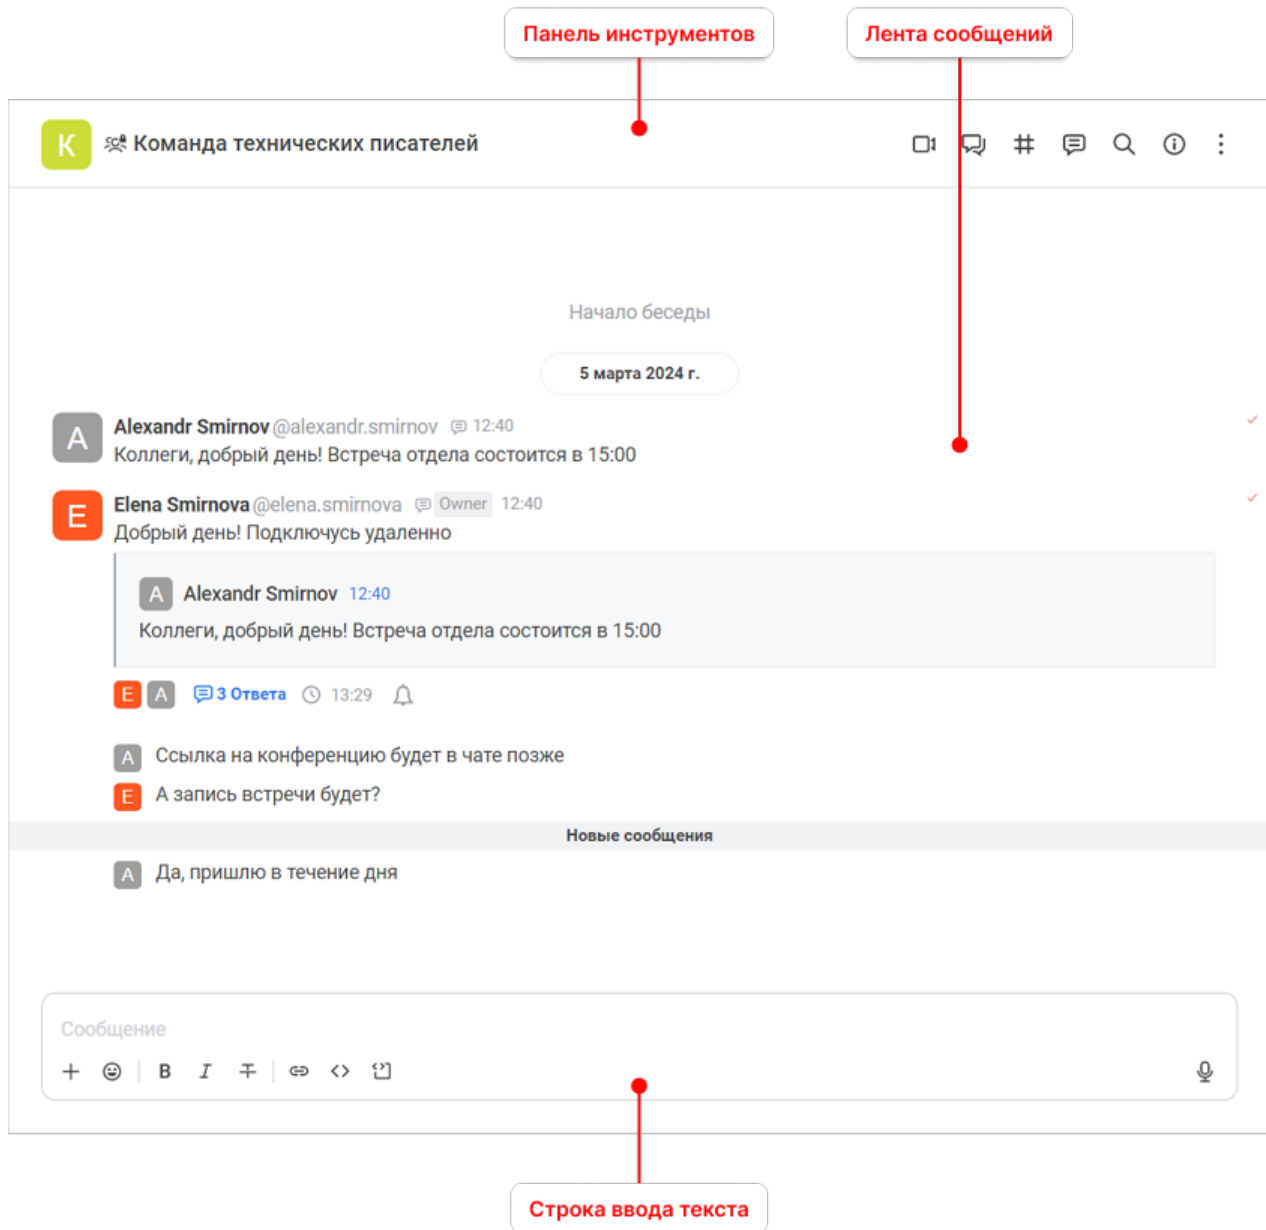 Панель инструментов
Лента сообщений
К
Команда технических писателей
Начало беседы
5 марта 2024 г.
A
Alexandr Smirnov @alexandr.smirnov 12:40
Коллеги, добрый день! Встреча отдела состоится в 15:00
E
Elena Smirnova @elena.smirnova Owner 12:40
Добрый день! Подключусь удаленно
A Alexandr Smirnov 12:40
Коллеги, добрый день! Встреча отдела состоится в 15:00
E A 3 Ответа 13:29
A Ссылка на конференцию будет в чате позже
E А запись встречи будет?
Новые сообщения
A Да, пришлю в течение дня
Сообщение
B I T
Строка ввода текста